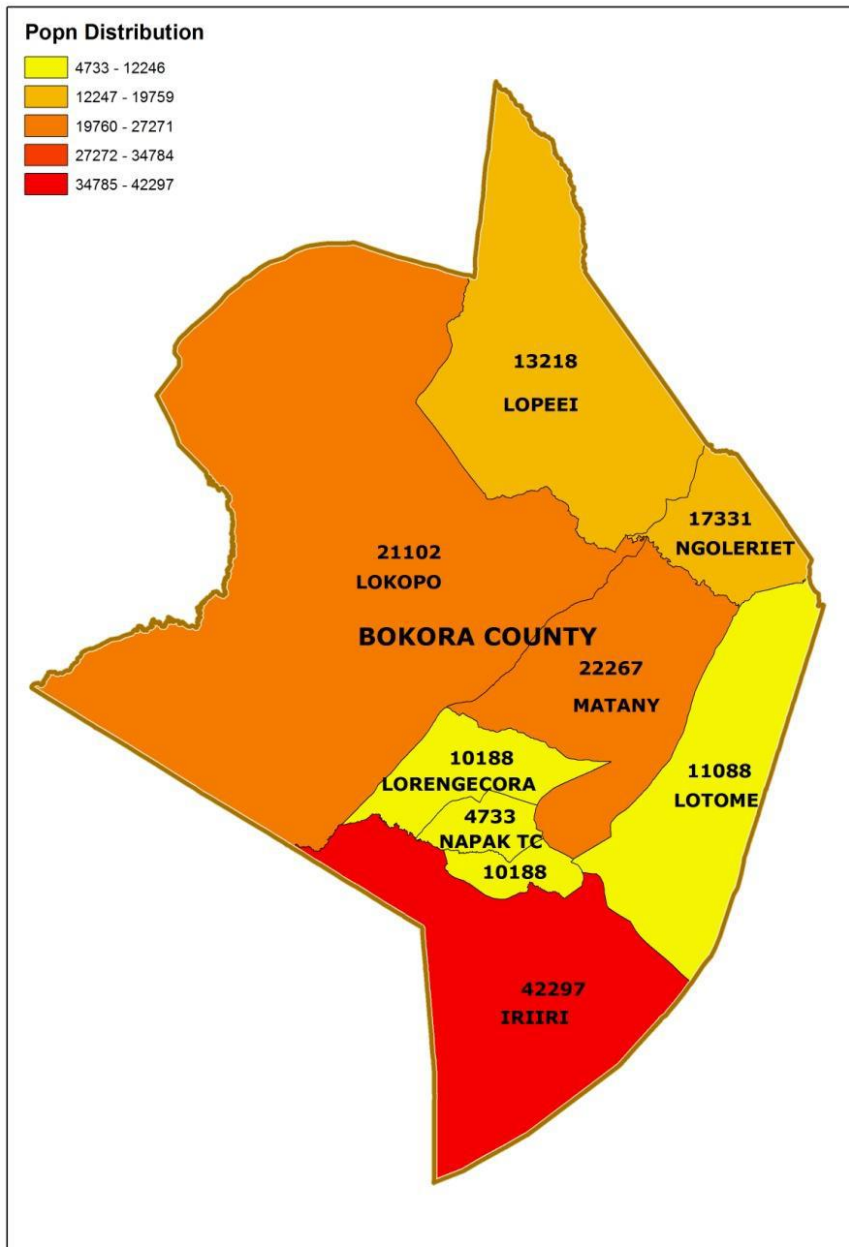 Popn Distribution
4733 - 12246
12247 - 19759
19760 - 27271
27272 - 34784
34785 - 42297
13218
LOPEEI
17331
NGOLERIET
21102
LOKOPO
BOKORA COUNTY
22267
MATANY
10188
LORENGECORA
11088
LOTOME
4733
NAPAK TC
10188
42297
IRIIRI